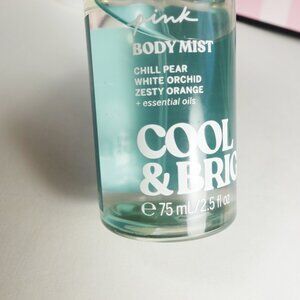 pink
BODY MIST
CHILL PEAR
WHITE ORCHID
ZESTY ORANGE
+ essential oils
COOL
& BRIG
℮ 75 mL/2.5 fl oz